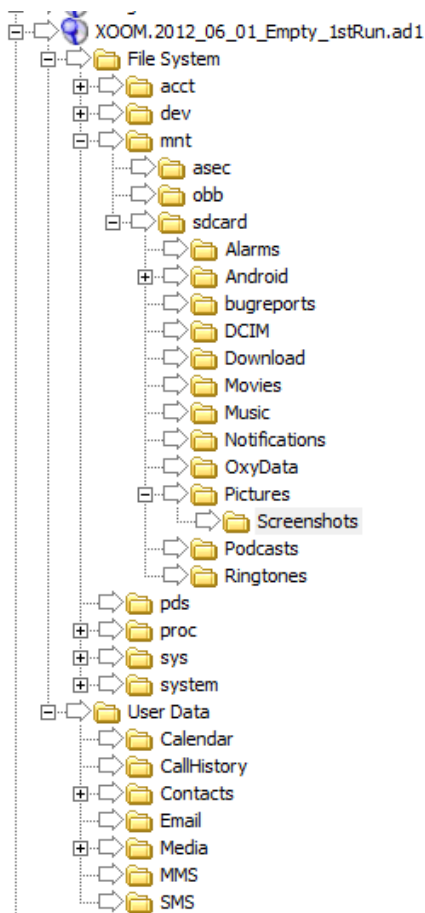 XOOM.2012_06_01_Empty_1stRun.ad1
File System
acct
dev
mnt
asec
obb
sdcard
Alarms
Android
bugreports
DCIM
Download
Movies
Music
Notifications
OxyData
Pictures
Screenshots
Podcasts
Ringtones
pds
proc
sys
system
User Data
Calendar
CallHistory
Contacts
Email
Media
MMS
SMS